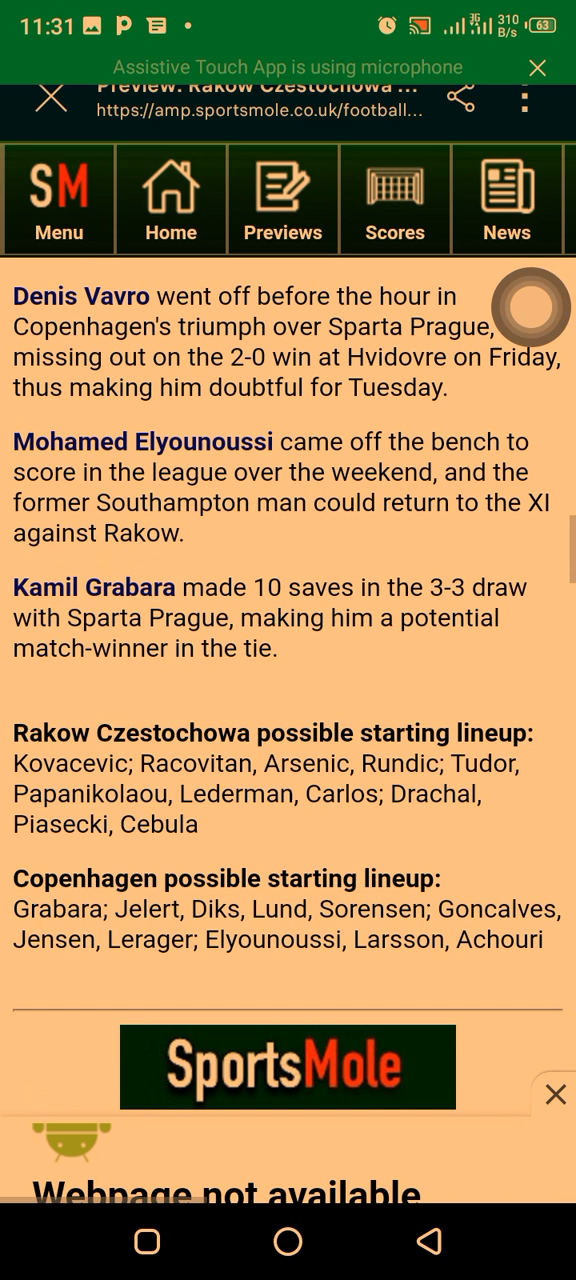 11:31
3G
310
B/s
63
Assistive Touch App is using microphone
Preview: Rakow Czestochowa ...
https://amp.sportsmole.co.uk/football...
SM
Menu
Home
Previews
Scores
News
Denis Vavro went off before the hour in
Copenhagen's triumph over Sparta Prague,
missing out on the 2-0 win at Hvidovre on Friday,
thus making him doubtful for Tuesday.
Mohamed Elyounoussi came off the bench to
score in the league over the weekend, and the
former Southampton man could return to the XI
against Rakow.
Kamil Grabara made 10 saves in the 3-3 draw
with Sparta Prague, making him a potential
match-winner in the tie.
Rakow Czestochowa possible starting lineup:
Kovacevic; Racovitan, Arsenic, Rundic; Tudor,
Papanikolaou, Lederman, Carlos; Drachal,
Piasecki, Cebula
Copenhagen possible starting lineup:
Grabara; Jelert, Diks, Lund, Sorensen; Goncalves,
Jensen, Lerager; Elyounoussi, Larsson, Achouri
SportsMole
Webpage not available